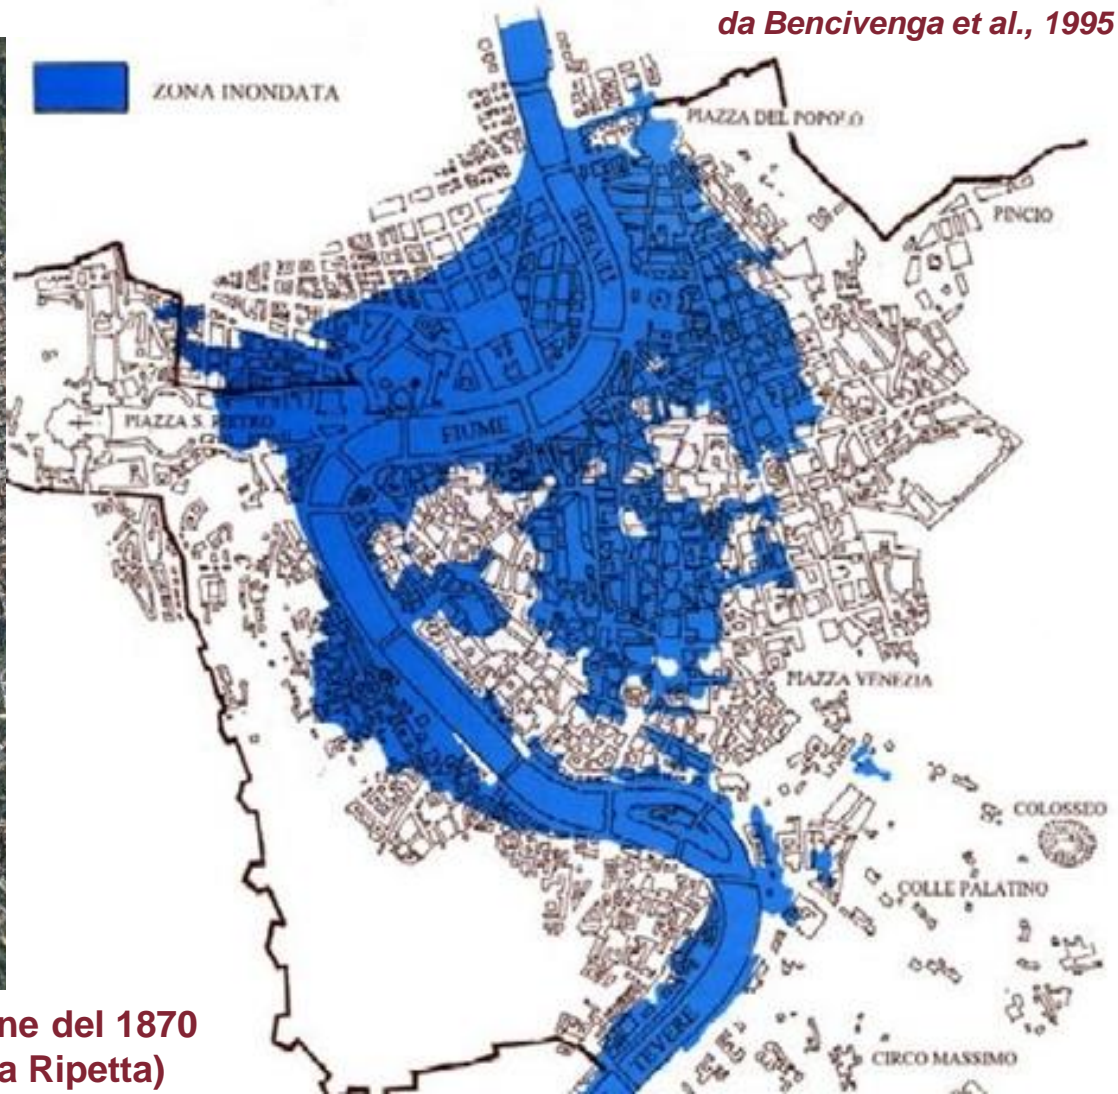 da Bencivenga et al., 1995
ZONA INONDATA
PIAZZA DEL POPOLO
PINCIO
TEVERE
PIAZZA S. PIETRO
FIUME
PIAZZA VENEZIA
COLOSSEO
COLLE PALATINO
TEVERE
CIRCO MASSIMO
ne del 1870
a Ripetta)